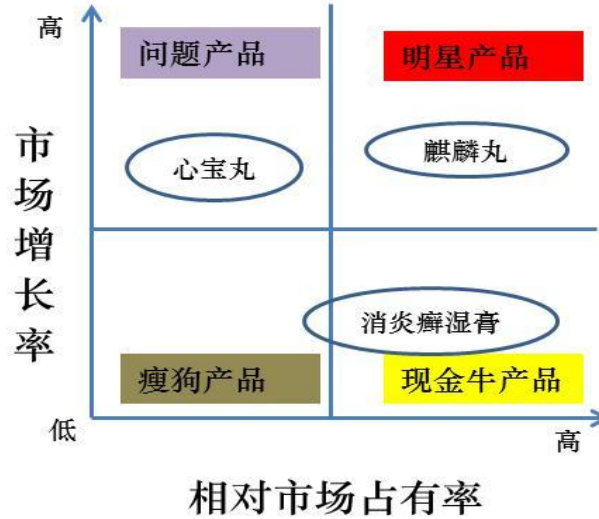 高
问题产品
明星产品
市场增长率
心宝丸
麒麟丸
消炎癣湿膏
瘦狗产品
现金牛产品
低
高
相对市场占有率